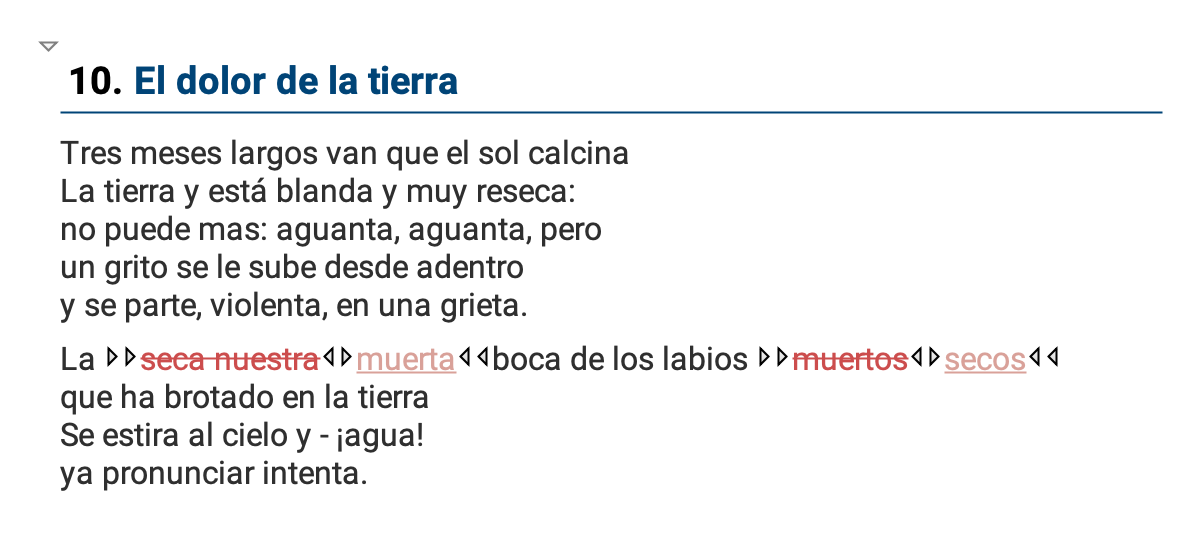 10. El dolor de la tierra
Tres meses largos van que el sol calcina
La tierra y está blanda y muy reseca:
no puede mas: aguanta, aguanta, pero
un grito se le sube desde adentro
y se parte, violenta, en una grieta.
La seca nuestra muerta boca de los labios muertos secos
que ha brotado en la tierra
Se estira al cielo y - ¡agua!
ya pronunciar intenta.